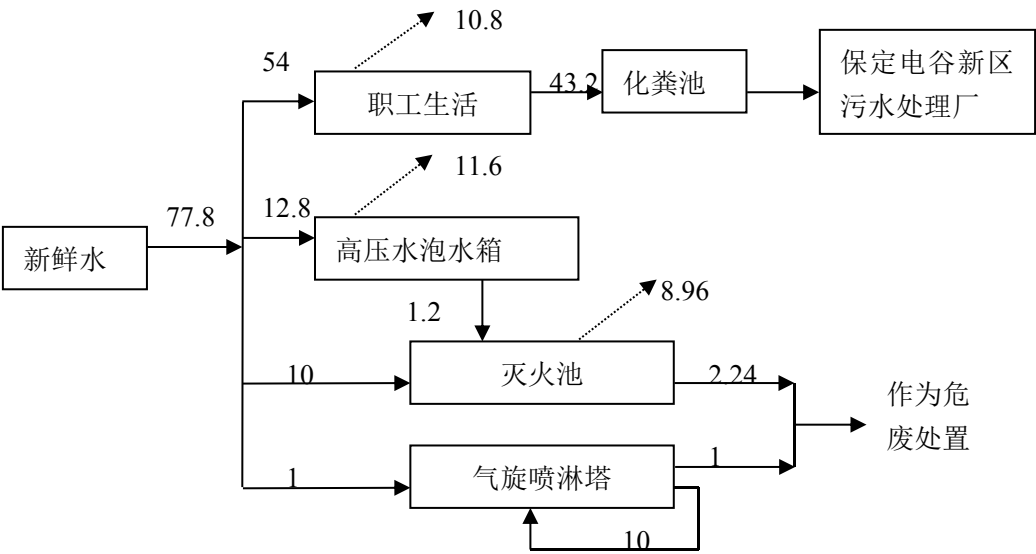 10.8
54
职工生活
43.2
化粪池
保定电谷新区
污水处理厂
11.6
77.8
12.8
新鲜水
高压水泡水箱
1.2
8.96
10
灭火池
2.24
作为危
废处置
1
气旋喷淋塔
1
10